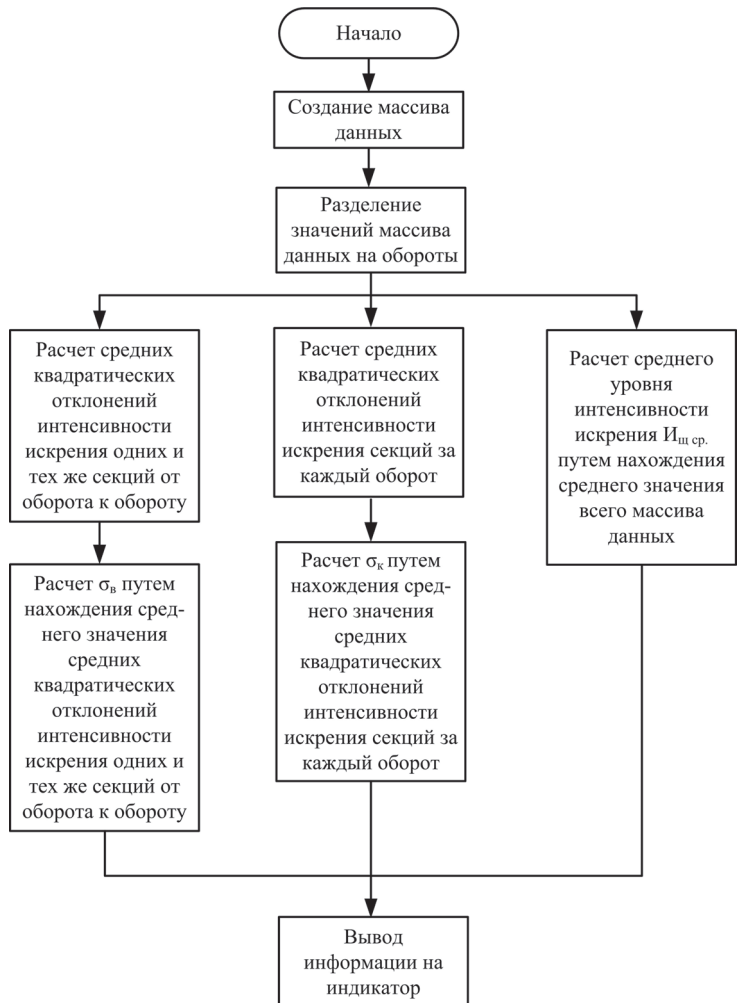 Начало
Создание массива
данных
Разделение
значений массива
данных на обороты
Расчет средних
квадратических
отклонений
интенсивности
искрения одних и
тех же секций от
оборота к обороту
Расчет средних
квадратических
отклонений
интенсивности
искрения секций за
каждый оборот
Расчет среднего
уровня
интенсивности
искрения Ищ ср.
путем нахождения
среднего значения
всего массива
данных
Расчет σв путем
нахождения сред-
него значения
средних
квадратических
отклонений
интенсивности
искрения одних и
тех же секций от
оборота к обороту
Расчет σк путем
нахождения сред-
него значения
средних
квадратических
отклонений
интенсивности
искрения секций за
каждый оборот
Вывод
информации на
индикатор